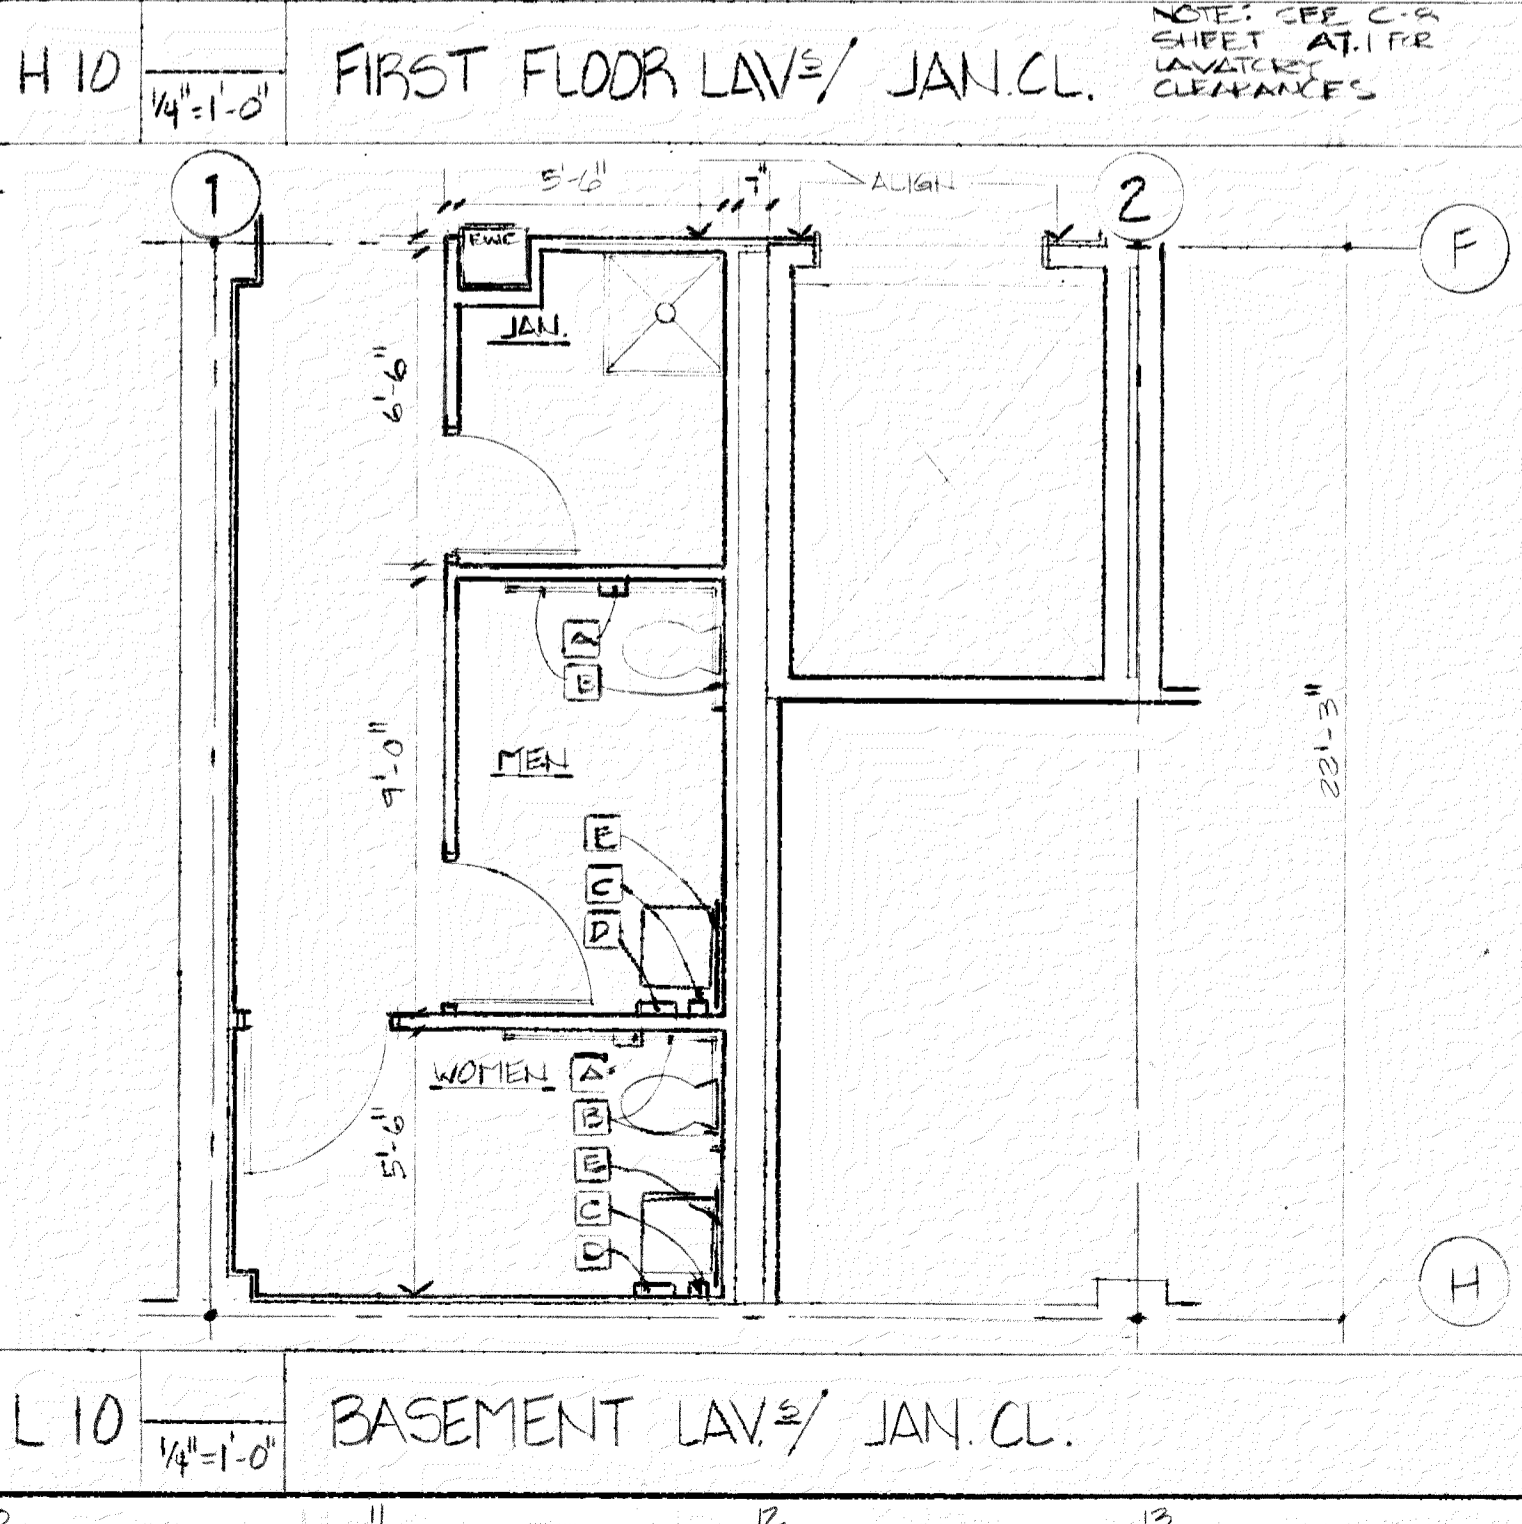 NOTE: SEE C-8
SHEET A7.1 FOR
LAVATORY
CLEARANCES
H 10
1/4"=1'-0"
FIRST FLOOR LAVS/ JAN.CL.
1
5'-6"
7"
ALIGN
2
F
EWC
JAN.
6'-6"
A
B
MEN
9'-0"
22'-3"
E
C
D
WOMEN
A
B
E
C
D
5'-6"
H
L 10
1/4"=1'-0"
BASEMENT LAV.S/ JAN. CL.
11
12
13